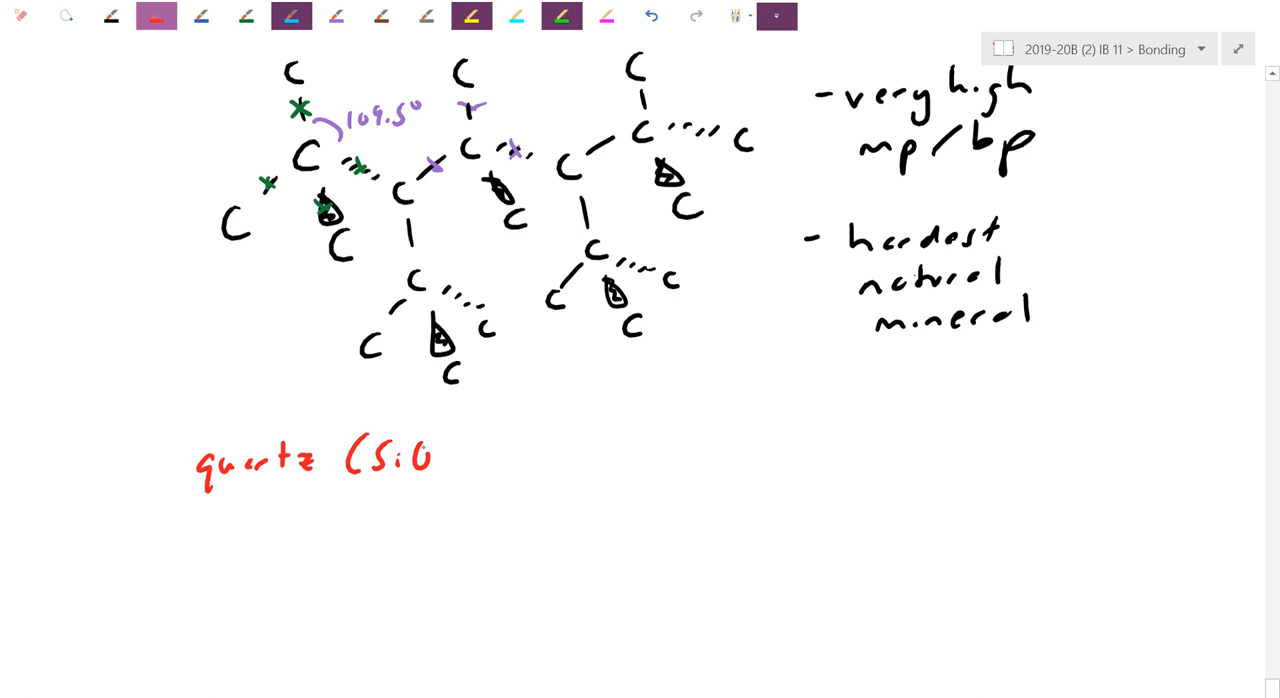 2019-20B (2) IB 11 > Bonding
C C C
109.5°
C C C C C
C C C C C
C C C
C C C
C
- very high
mp/bp
- hardest
natural
mineral
quartz (SiO